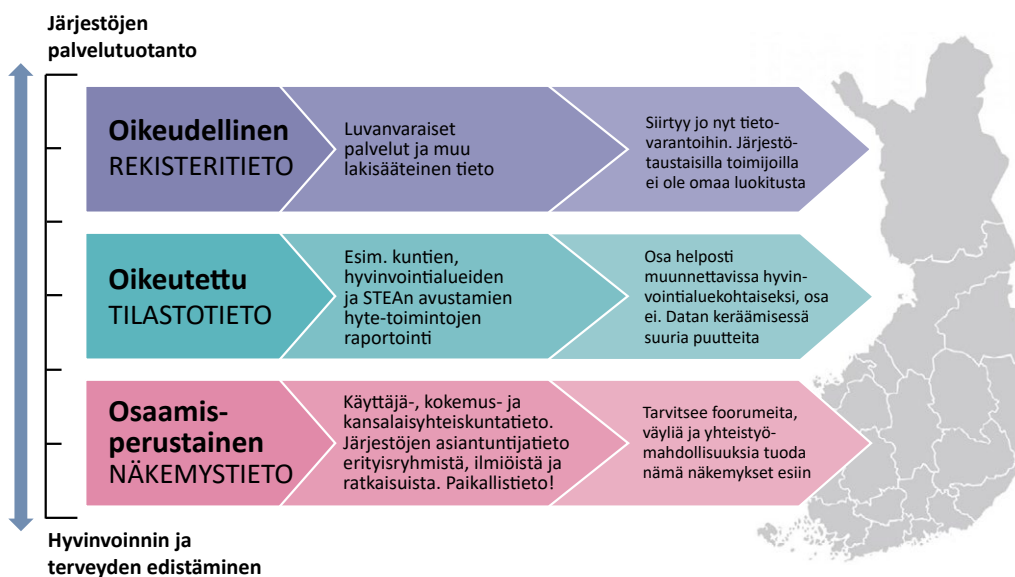 Järjestöjen
palvelutuotanto
Oikeudellinen
REKISTERITIETO
Luvanvaraiset
palvelut ja muu
lakisääteinen tieto
Siirtyy jo nyt tieto-
varantoihin. Järjestö-
taustaisilla toimijoilla
ei ole omaa luokitusta
Oikeutettu
TILASTOTIETO
Esim. kuntien,
hyvinvointialueiden
ja STEAn avustamien
hyte-toimintojen
raportointi
Osa helposti
muunnettavissa hyvin-
vointialuekohtaiseksi, osa
ei. Datan keräämisessä
suuria puutteita
Osaamis-
perustainen
NÄKEMYSTIETO
Käyttäjä-, kokemus- ja
kansalaisyhteiskuntatieto.
Järjestöjen asiantuntijatieto
erityisryhmistä, ilmiöistä ja
ratkaisuista. Paikallistieto!
Tarvitsee foorumeita,
väyliä ja yhteistyö-
mahdollisuuksia tuoda
nämä näkemykset esiin
Hyvinvoinnin ja
terveyden edistäminen